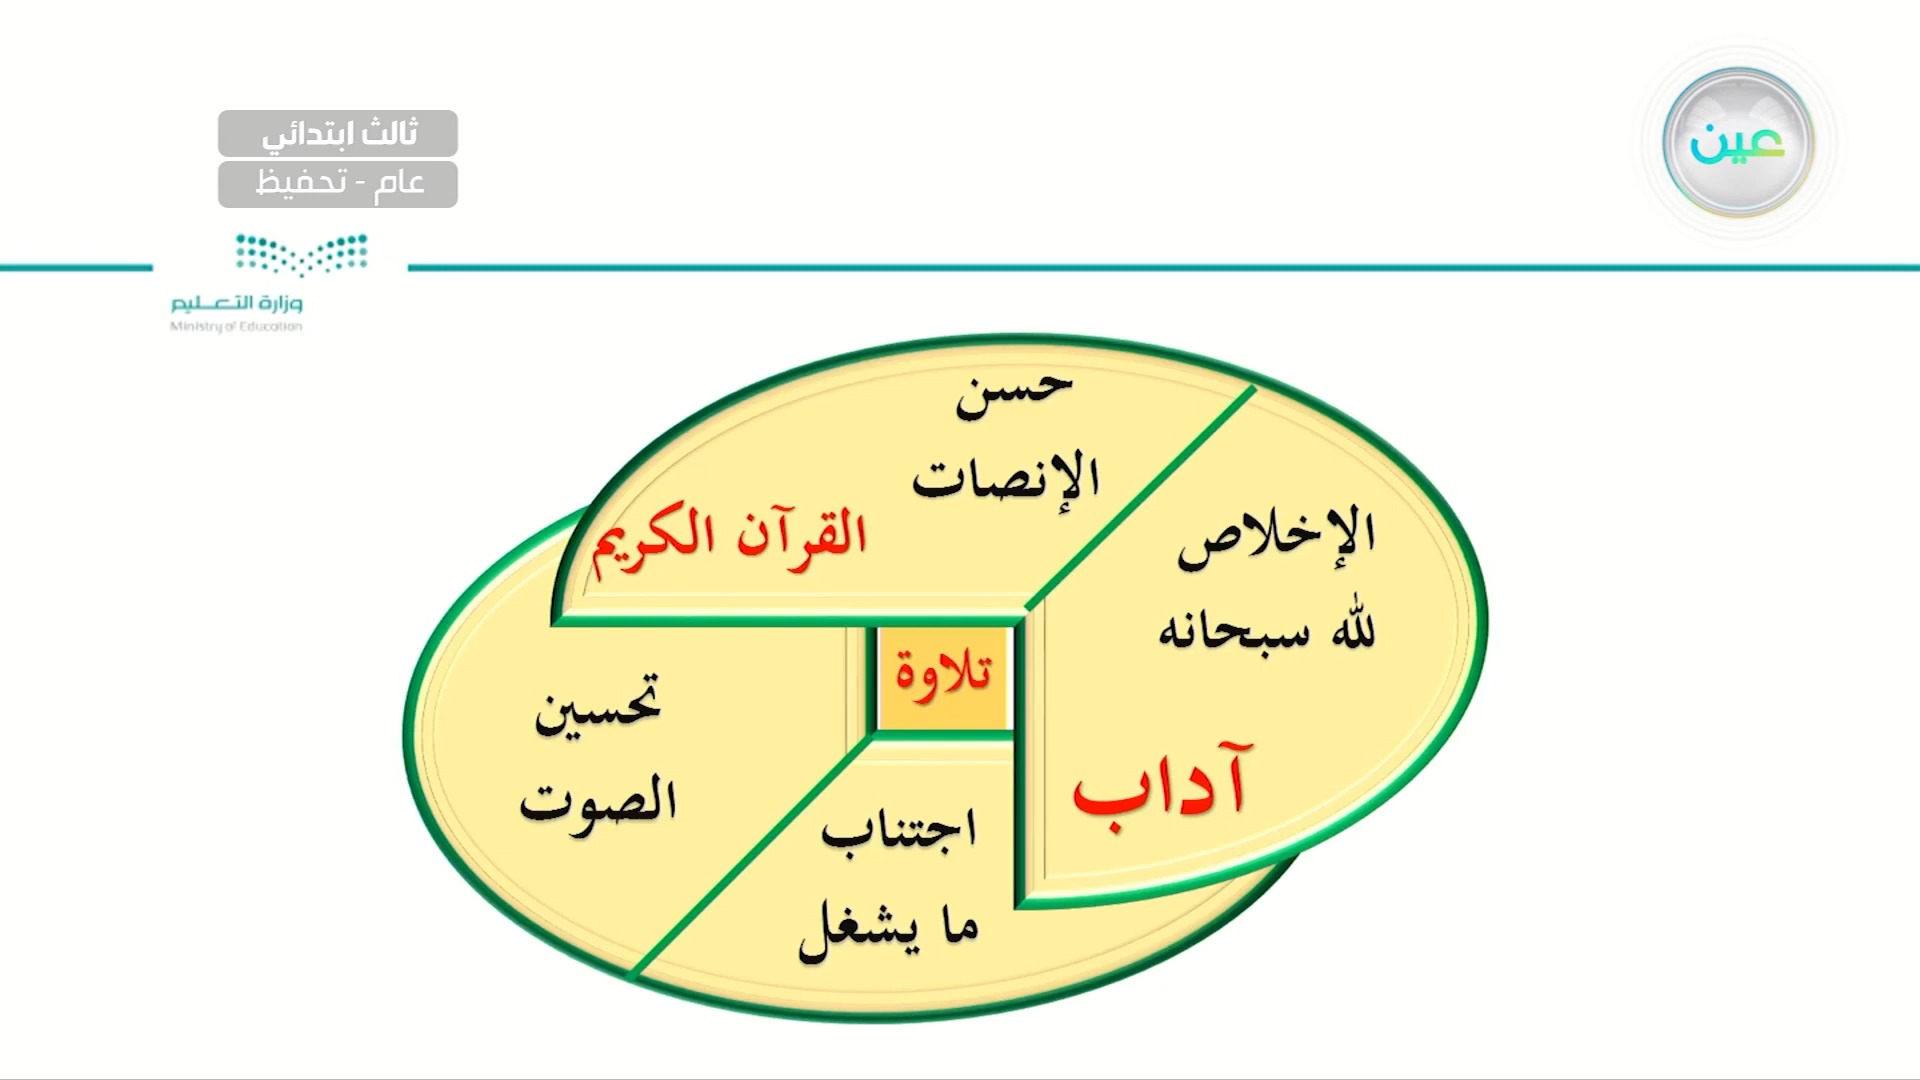 عين
ثالث ابتدائي
عام - تحفيظ
وزارة التعليم
Ministry of Education
آداب
تلاوة
القرآن الكريم
الإخلاص
لله سبحانه
حسن
الإنصات
تحسين
الصوت
اجتناب
ما يشغل